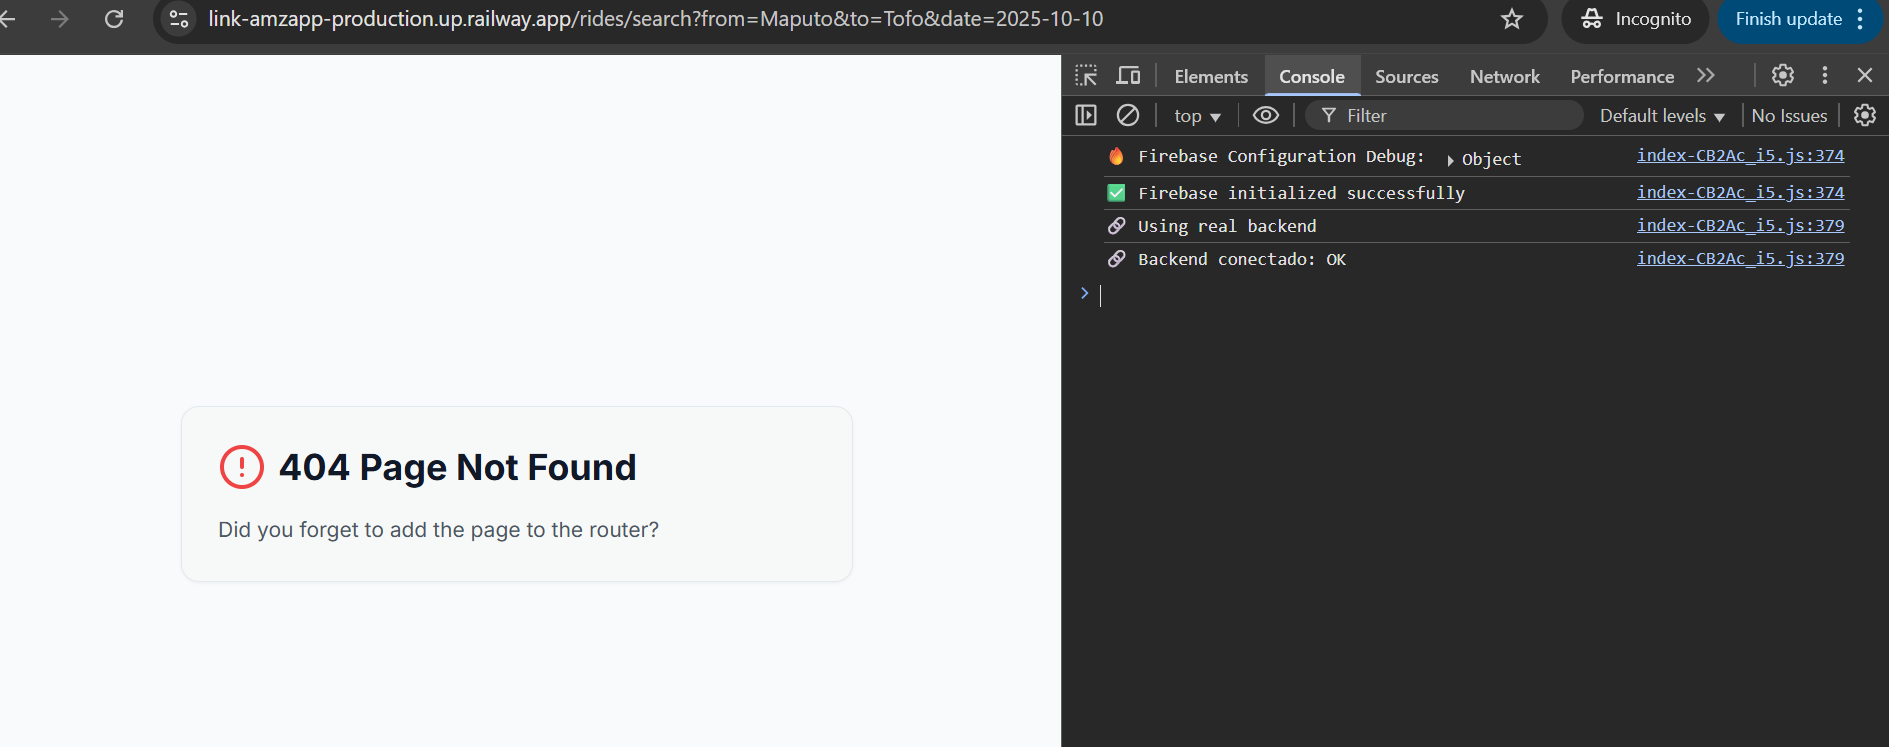 link-amzapp-production.up.railway.app/rides/search?from=Maputo&to=Tofo&date=2025-10-10
Incognito
Finish update
Elements
Console
Sources
Network
Performance
top
Filter
Default levels
No Issues
Firebase Configuration Debug: Object index-CB2Ac_i5.js:374
Firebase initialized successfully index-CB2Ac_i5.js:374
Using real backend index-CB2Ac_i5.js:379
Backend conectado: OK index-CB2Ac_i5.js:379
404 Page Not Found
Did you forget to add the page to the router?